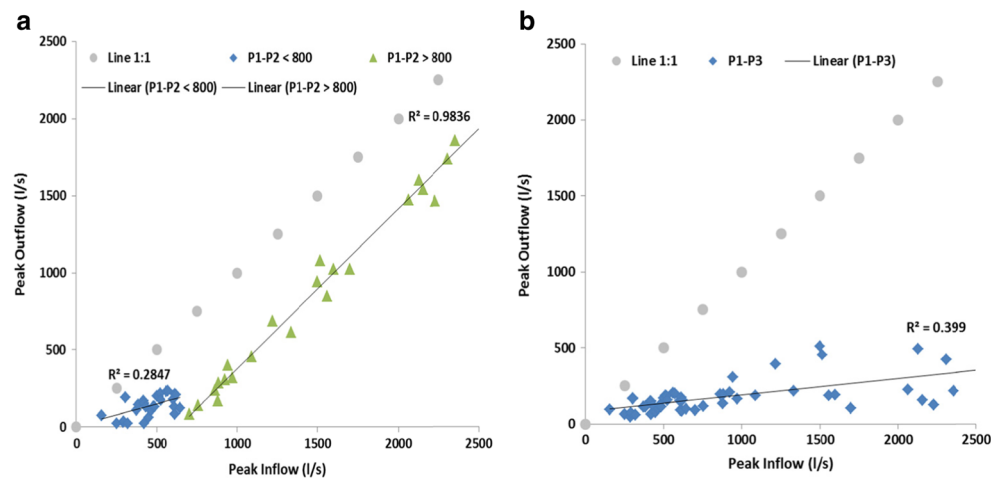 a
2500
2000
1500
1000
500
0
0 500 1000 1500 2000 2500
Peak Outflow (l/s)
Peak Inflow (l/s)
Line 1:1 P1-P2 < 800 P1-P2 > 800
Linear (P1-P2 < 800) Linear (P1-P2 > 800)
R² = 0.9836
R² = 0.2847
b
2500
2000
1500
1000
500
0
0 500 1000 1500 2000 2500
Peak Outflow (l/s)
Peak Inflow (l/s)
Line 1:1 P1-P3 Linear (P1-P3)
R² = 0.399